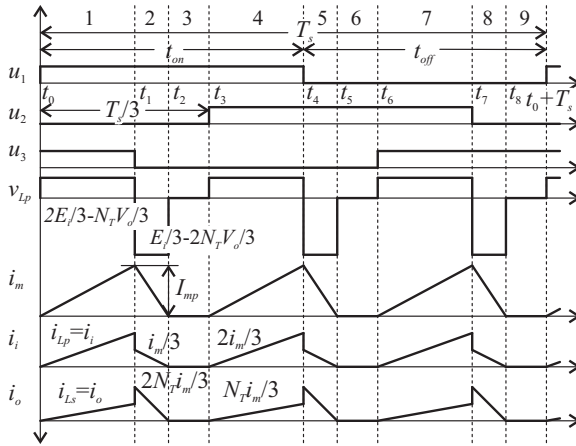 1 2 3 4 5 6 7 8 9
T_s
t_on t_off
u_1
t_0 t_1 t_2 t_3 t_4 t_5 t_6 t_7 t_8 t_0+T_s
u_2 T_s/3
u_3
v_Lp
2E_i/3-N_TV_o/3
E_i/3-2N_TV_o/3
i_m I_mp
i_i i_Lp=i_i i_m/3 2i_m/3
i_o i_Ls=i_o 2N_Ti_m/3 N_Ti_m/3